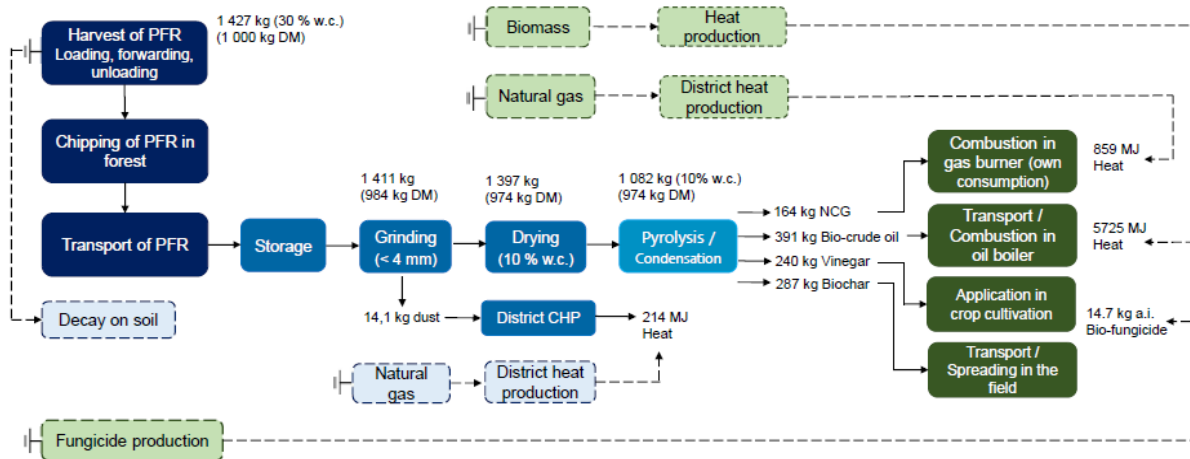 Harvest of PFR
Loading, forwarding,
unloading
1 427 kg (30 % w.c.)
(1 000 kg DM)
Biomass
Heat
production
Natural gas
District heat
production
Chipping of PFR in
forest
Combustion in
gas burner (own
consumption)
859 MJ
Heat
1 411 kg
(984 kg DM)
1 397 kg
(974 kg DM)
1 082 kg (10% w.c.)
(974 kg DM)
Transport of PFR
Storage
Grinding
(< 4 mm)
Drying
(10 % w.c.)
Pyrolysis /
Condensation
164 kg NCG
391 kg Bio-crude oil
240 kg Vinegar
287 kg Biochar
Transport /
Combustion in
oil boiler
5725 MJ
Heat
Application in
crop cultivation
14.7 kg a.i.
Bio-fungicide
Decay on soil
14,1 kg dust
District CHP
214 MJ
Heat
Transport /
Spreading in the
field
Natural
gas
District heat
production
Fungicide production